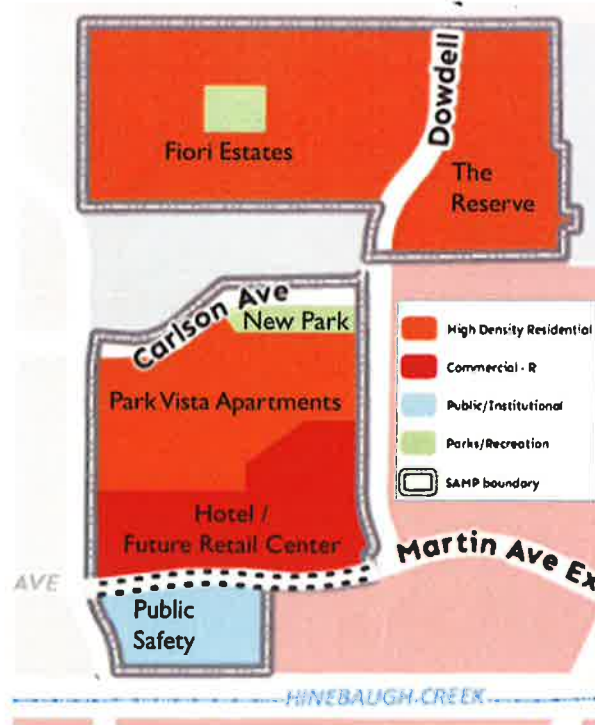 Dowdell
Fiori Estates
The
Reserve
Carlson Ave
New Park
High Density Residential
Commercial - R
Public/Institutional
Parks/Recreation
SAMP boundary
Park Vista Apartments
Hotel /
Future Retail Center
Martin Ave Ex
AVE
Public
Safety
HINEBAUGH CREEK